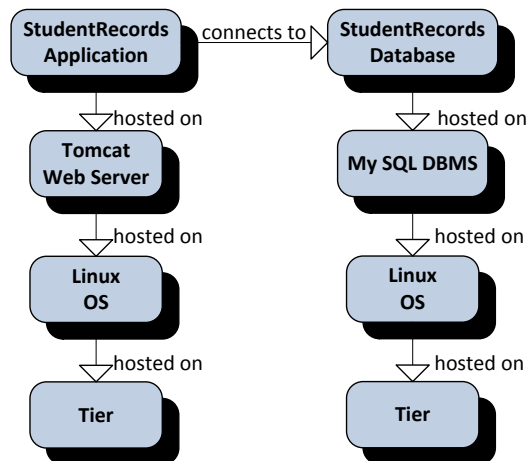 StudentRecords
Application
connects to
StudentRecords
Database
hosted on
hosted on
Tomcat
Web Server
My SQL DBMS
hosted on
hosted on
Linux
OS
Linux
OS
hosted on
hosted on
Tier
Tier